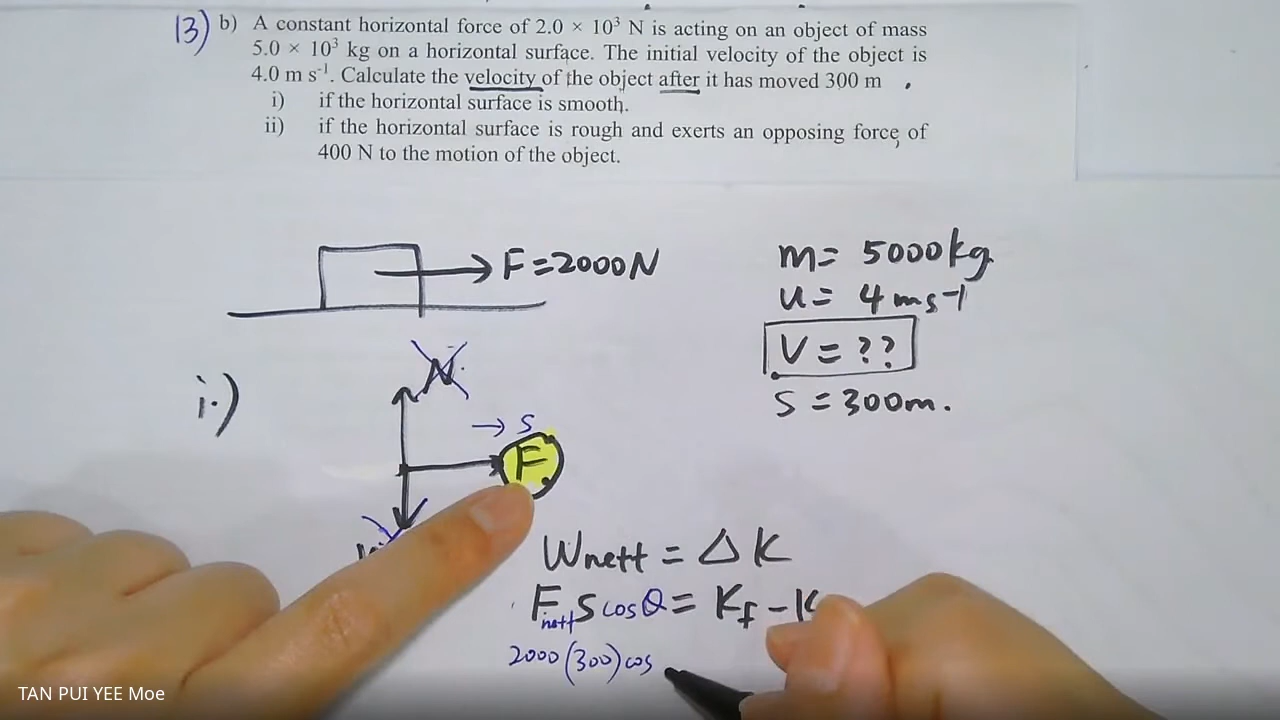 13) b) A constant horizontal force of 2.0 × 10³ N is acting on an object of mass
5.0 × 10³ kg on a horizontal surface. The initial velocity of the object is
4.0 m s⁻¹. Calculate the velocity of the object after it has moved 300 m
i) if the horizontal surface is smooth.
ii) if the horizontal surface is rough and exerts an opposing force of
400 N to the motion of the object.
F = 2000N
m = 5000kg
u = 4ms⁻¹
V = ??
s = 300m.
i.)
N
→ s
F
Wnett = ΔK
Fnett s cosθ = Kf -
2000(300)cos
TAN PUI YEE Moe